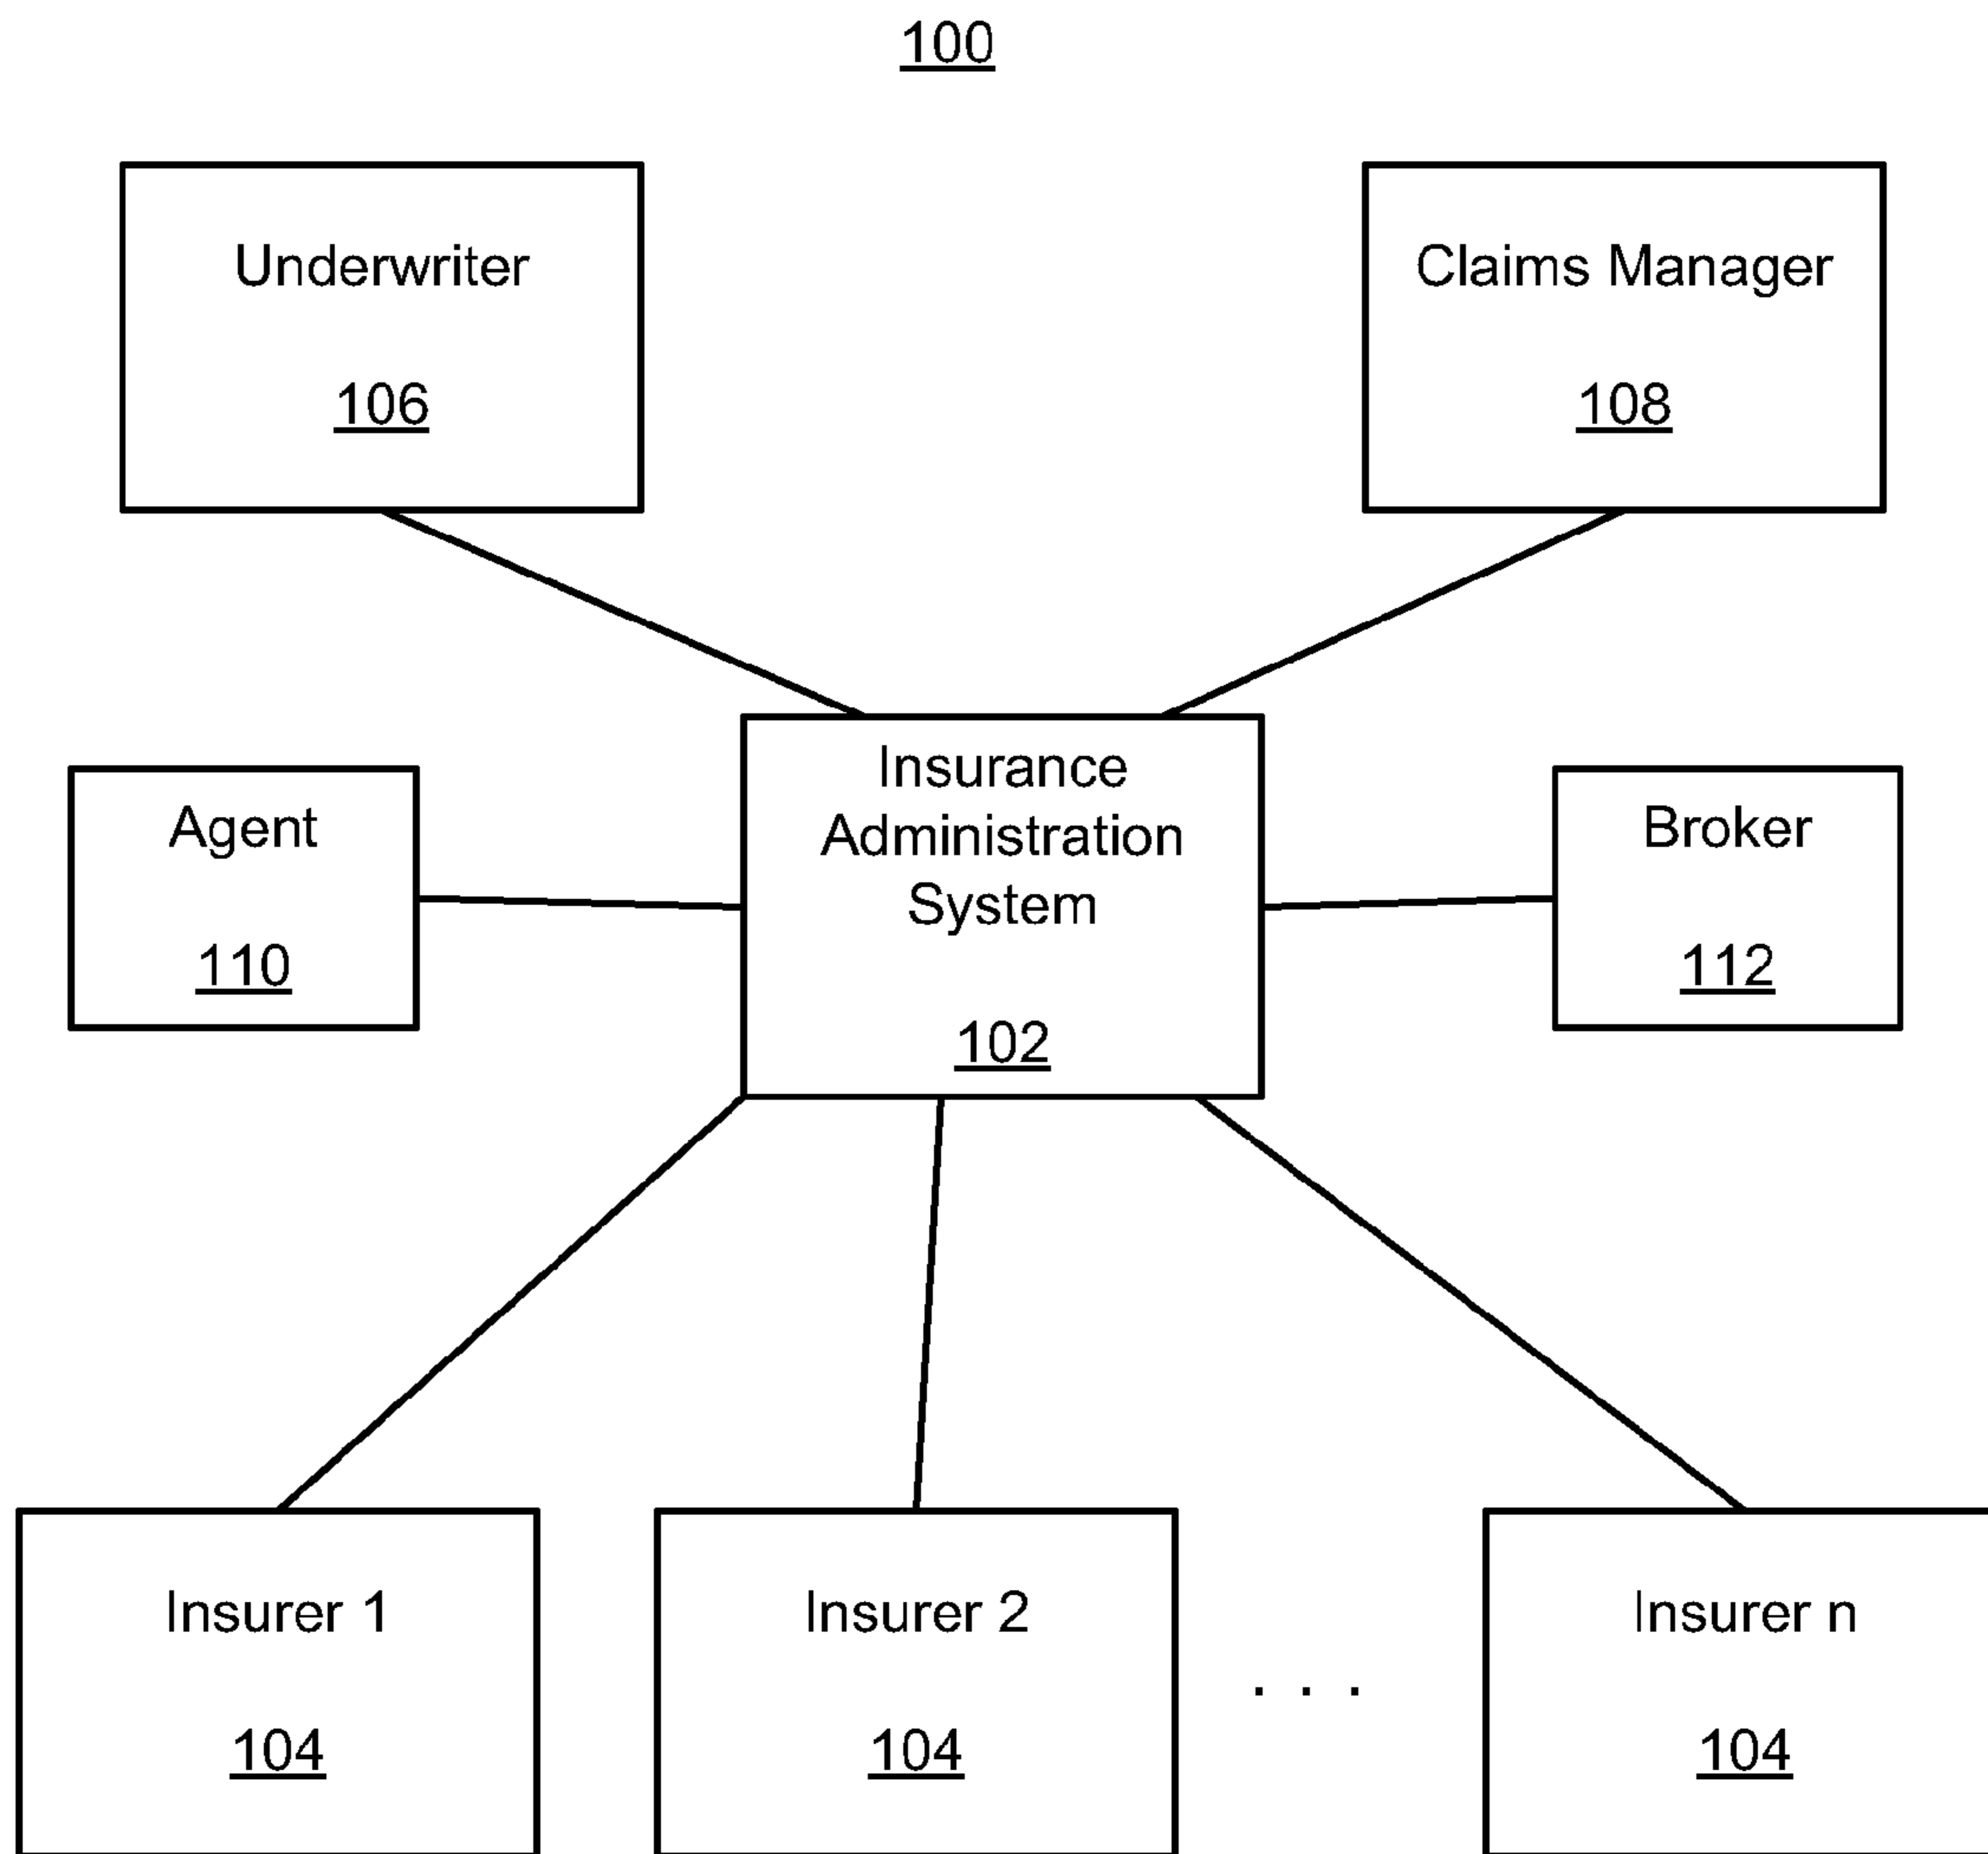 100
Underwriter
106
Claims Manager
108
Agent
110
Insurance
Administration
System
102
Broker
112
Insurer 1
104
Insurer 2
104
. . .
Insurer n
104